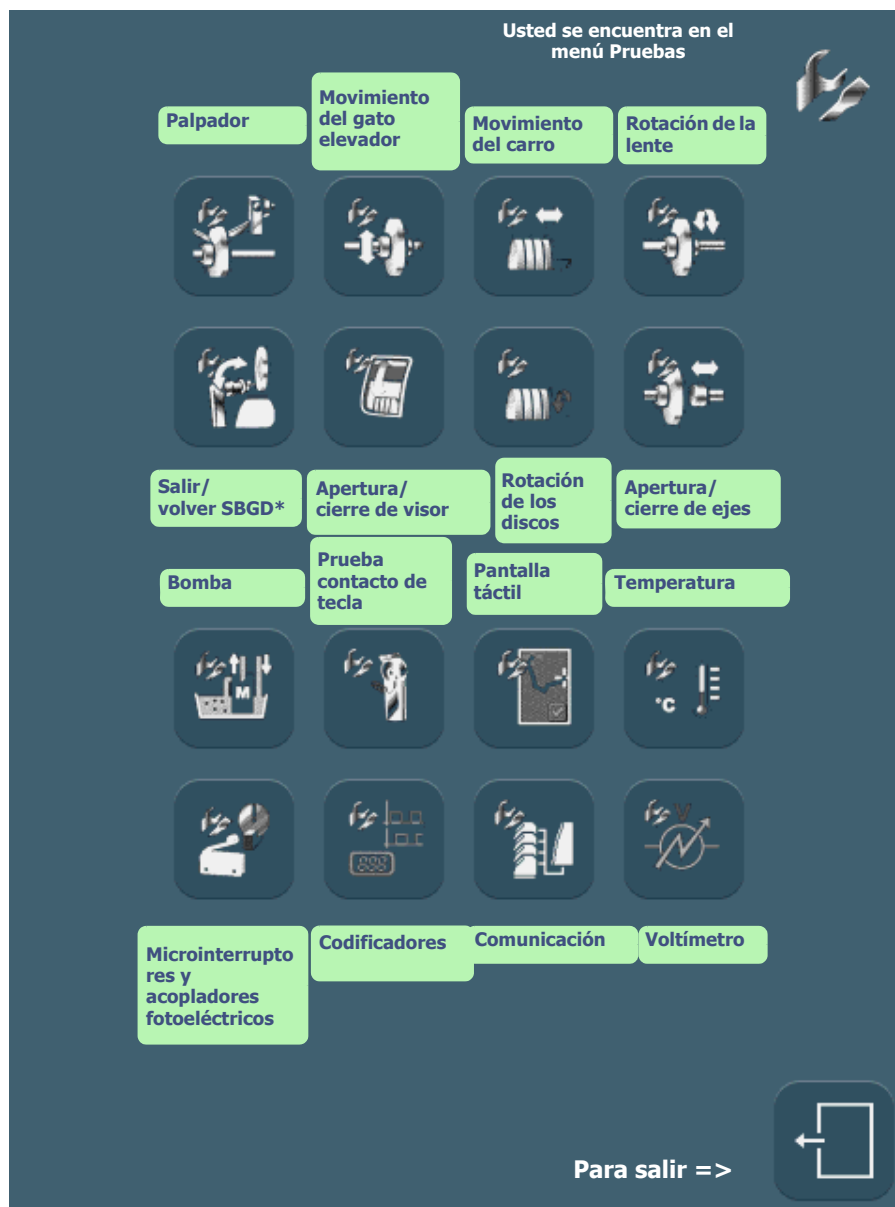 Usted se encuentra en el
menú Pruebas
Palpador
Movimiento
del gato
elevador
Movimiento
del carro
Rotación de la
lente
Salir/
volver SBGD*
Apertura/
cierre de visor
Rotación
de los
discos
Apertura/
cierre de ejes
Bomba
Prueba
contacto de
tecla
Pantalla
táctil
Temperatura
M
°C
888
V
Microinterrupto
res y
acopladores
fotoeléctricos
Codificadores
Comunicación
Voltímetro
Para salir =>